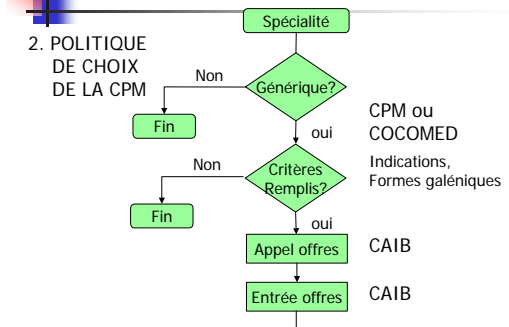 Spécialité
2. POLITIQUE
DE CHOIX
DE LA CPM
Non
Générique?
Fin
oui
CPM ou
COCOMED
Non
Critères
Remplis?
Indications,
Formes galéniques
Fin
oui
Appel offres
CAIB
Entrée offres
CAIB